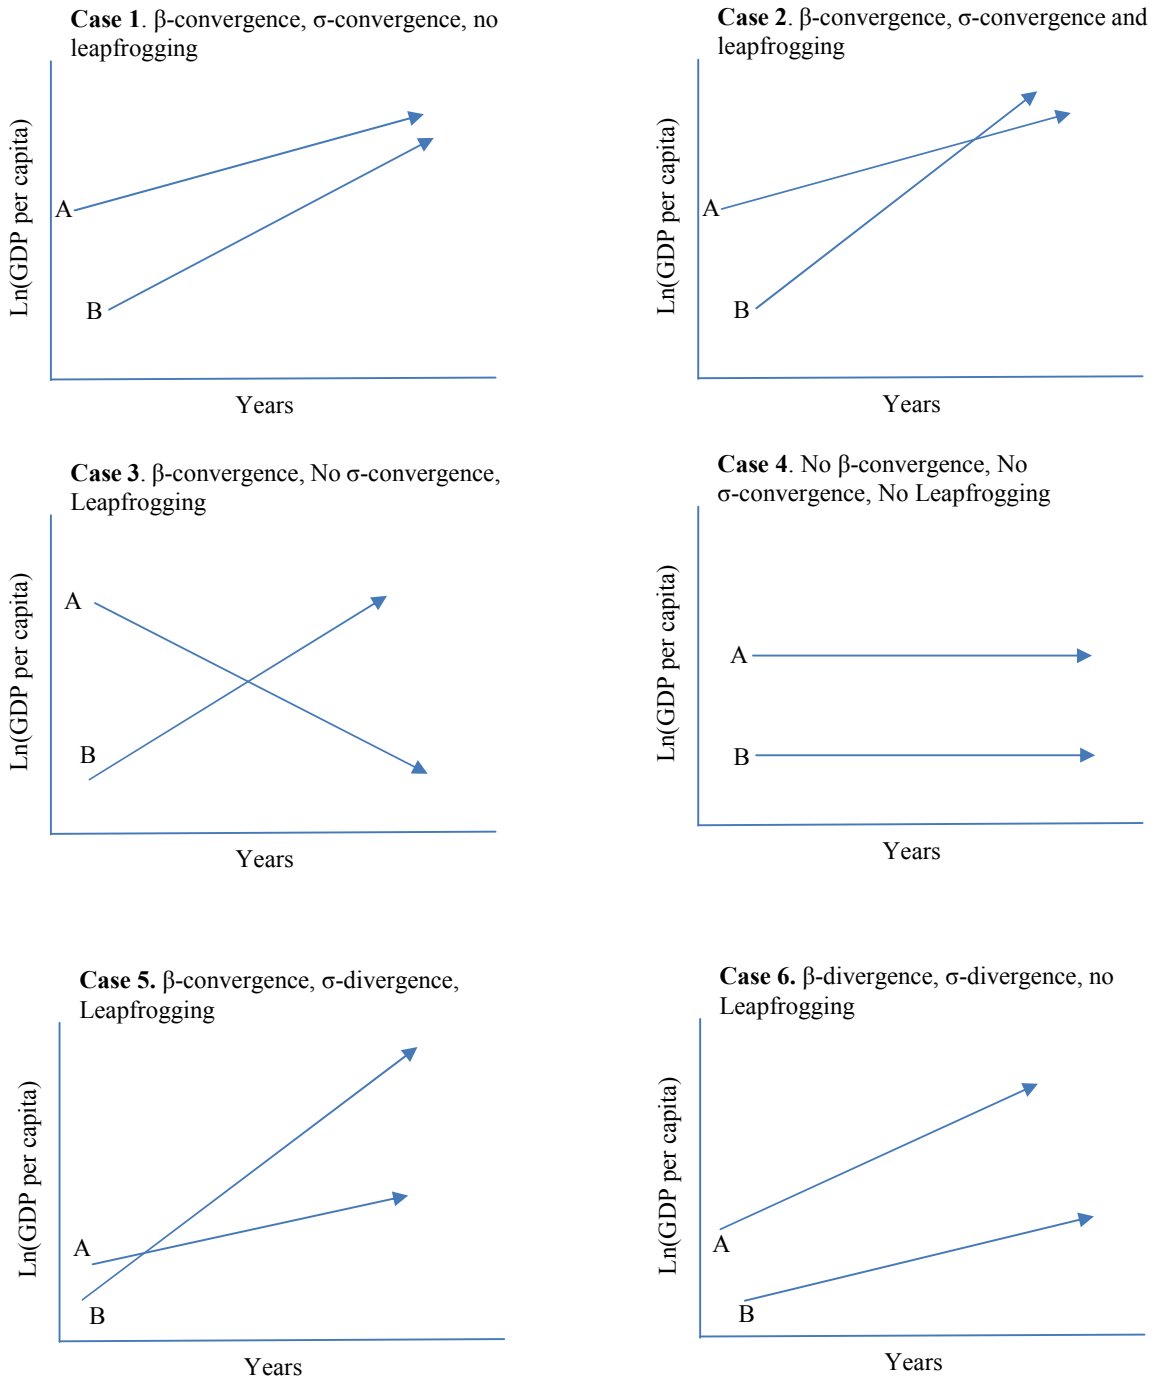 Case 1. β-convergence, σ-convergence, no
leapfrogging
Ln(GDP per capita)
A
B
Years
Case 2. β-convergence, σ-convergence and
leapfrogging
Ln(GDP per capita)
A
B
Years
Case 3. β-convergence, No σ-convergence,
Leapfrogging
Ln(GDP per capita)
A
B
Years
Case 4. No β-convergence, No
σ-convergence, No Leapfrogging
Ln(GDP per capita)
A
B
Years
Case 5. β-convergence, σ-divergence,
Leapfrogging
Ln(GDP per capita)
A
B
Years
Case 6. β-divergence, σ-divergence, no
Leapfrogging
Ln(GDP per capita)
A
B
Years